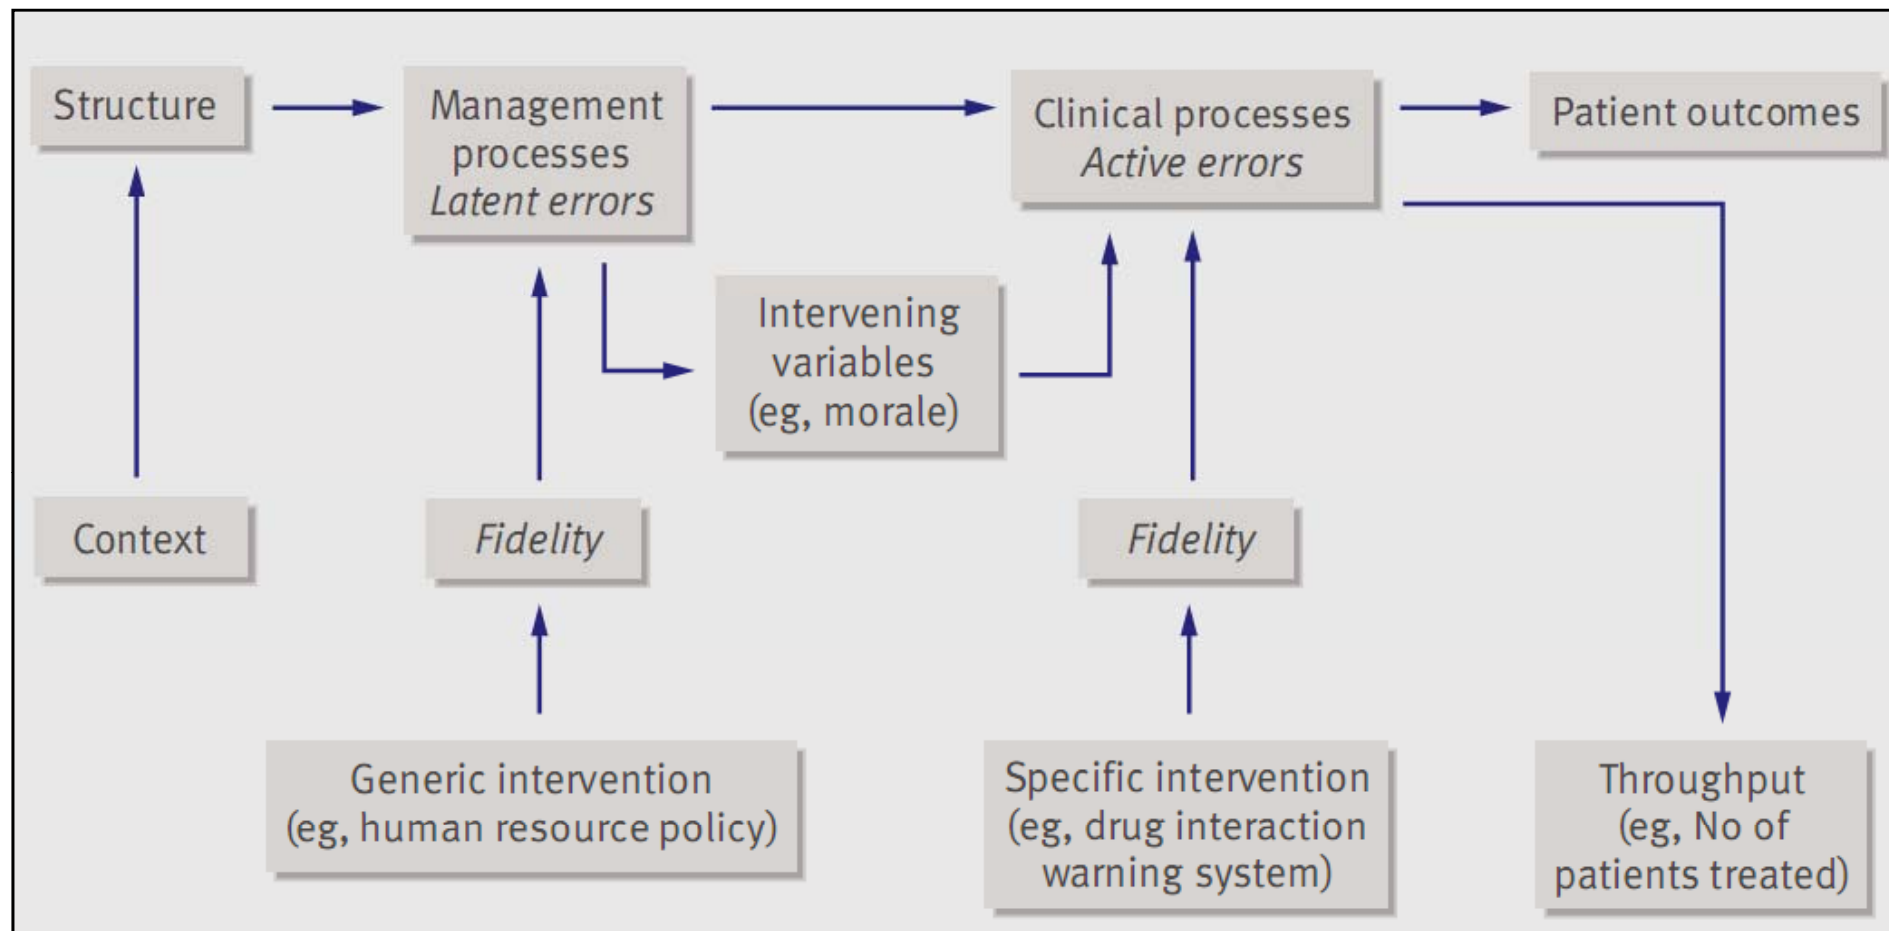 Structure
Management
processes
Latent errors
Clinical processes
Active errors
Patient outcomes
Intervening
variables
(eg, morale)
Context
Fidelity
Fidelity
Generic intervention
(eg, human resource policy)
Specific intervention
(eg, drug interaction
warning system)
Throughput
(eg, No of
patients treated)